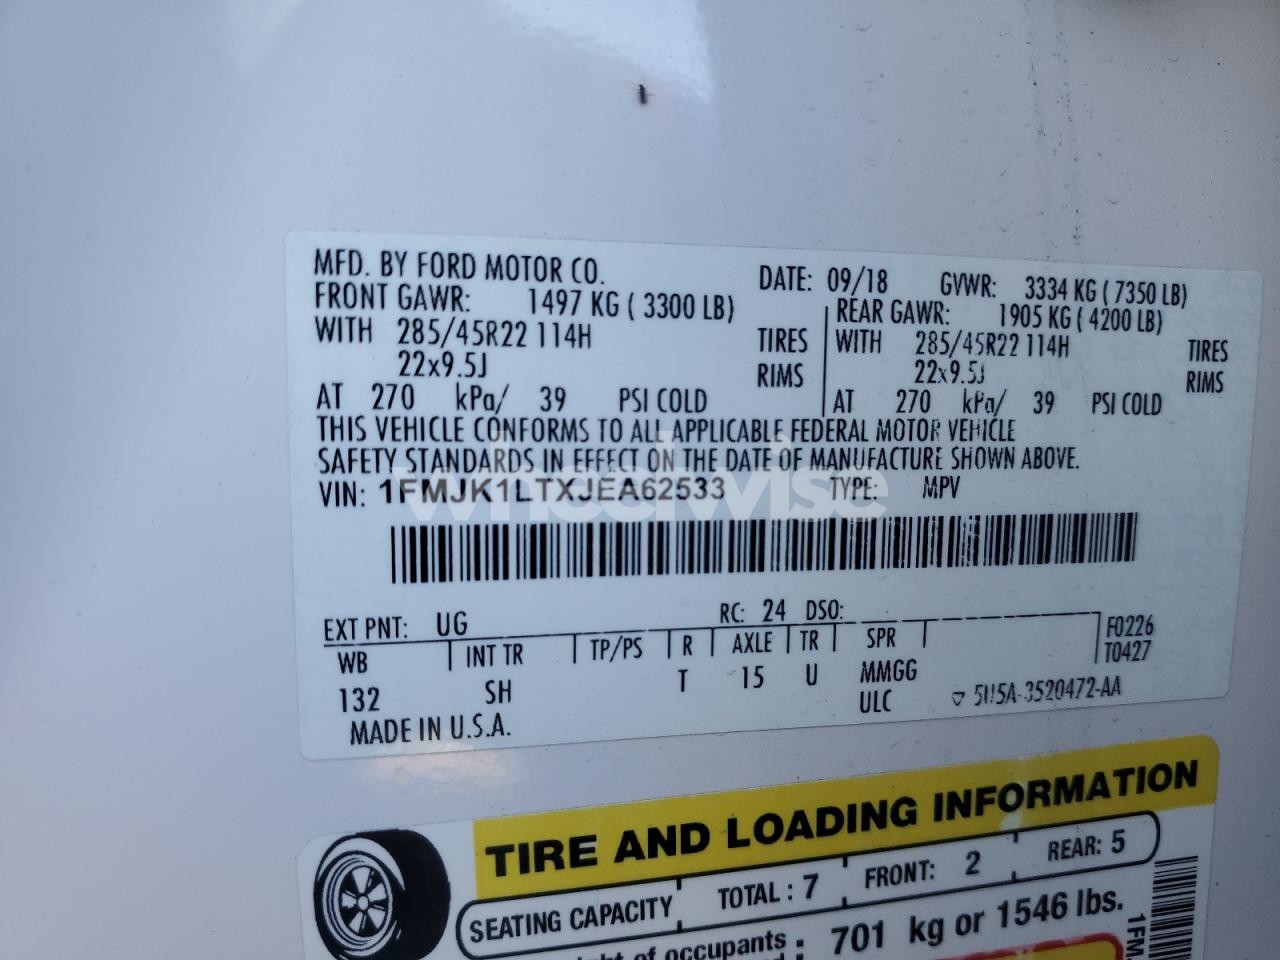 MFD. BY FORD MOTOR CO. DATE: 09/18 GVWR: 3334 KG ( 7350 LB)
FRONT GAWR: 1497 KG ( 3300 LB) REAR GAWR: 1905 KG ( 4200 LB)
WITH 285/45R22 114H TIRES WITH 285/45R22 114H TIRES
22x9.5J RIMS 22x9.5J RIMS
AT 270 kPa/ 39 PSI COLD AT 270 kPa/ 39 PSI COLD
THIS VEHICLE CONFORMS TO ALL APPLICABLE FEDERAL MOTOR VEHICLE
SAFETY STANDARDS IN EFFECT ON THE DATE OF MANUFACTURE SHOWN ABOVE.
VIN: 1FMJK1LTXJEA62533 TYPE: MPV
wheelwise
EXT PNT: UG RC: 24 DSO:
WB INT TR TP/PS R AXLE TR SPR F0226
T0427
132 SH T 15 U MMGG
ULC 5U5A-3520472-AA
MADE IN U.S.A.
TIRE AND LOADING INFORMATION
SEATING CAPACITY TOTAL : 7 FRONT: 2 REAR: 5
of occupants : 701 kg or 1546 lbs.
1FM